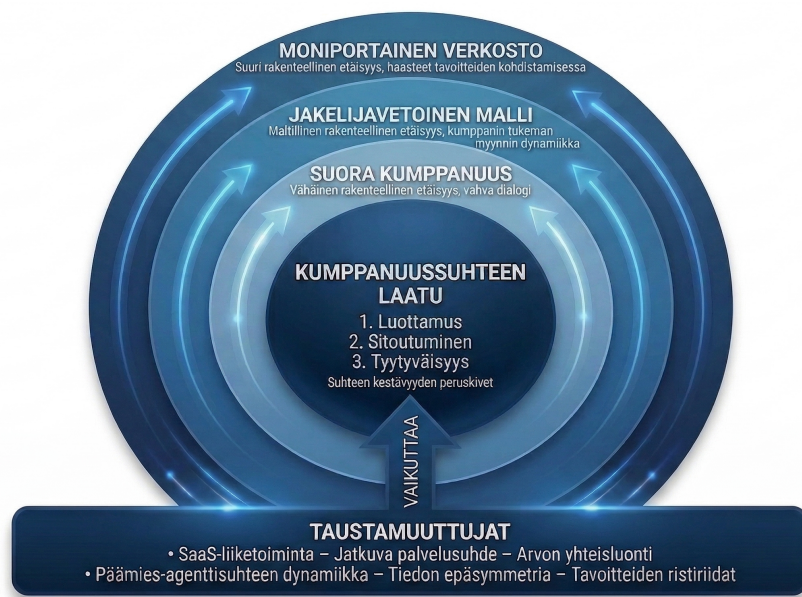 MONIPORTAINEN VERKOSTO
Suuri rakenteellinen etäisyys, haasteet tavoitteiden kohdistamisessa
JAKELIJAVETOINEN MALLI
Maltillinen rakenteellinen etäisyys, kumppanin tukeman
myynnin dynamiikka
SUORA KUMPPANUUS
Vähäinen rakenteellinen etäisyys, vahva dialogi
KUMPPANUUSSUHTEEN
LAATU
1. Luottamus
2. Sitoutuminen
3. Tyytyväisyys
Suhteen kestävyyden peruskivet
VAIKUTTAA
TAUSTAMUUTTUJAT
• SaaS-liiketoiminta – Jatkuva palvelusuhde – Arvon yhteisluonti
• Päämies-agenttisuhteen dynamiikka – Tiedon epäsymmetria – Tavoitteiden ristiriidat